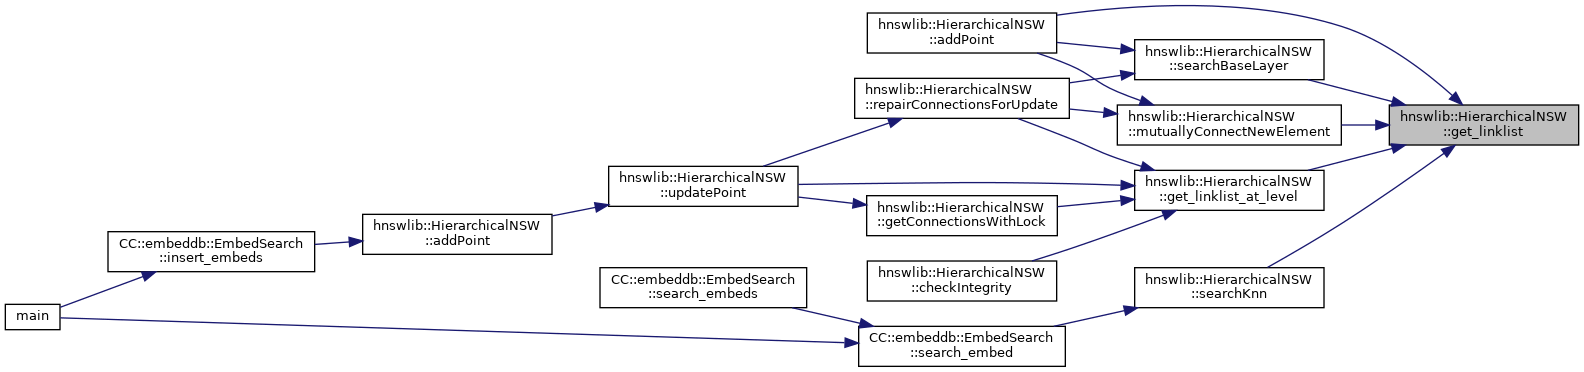 hnswlib::HierarchicalNSW
::addPoint
hnswlib::HierarchicalNSW
::searchBaseLayer
hnswlib::HierarchicalNSW
::repairConnectionsForUpdate
hnswlib::HierarchicalNSW
::mutuallyConnectNewElement
hnswlib::HierarchicalNSW
::get_linklist
hnswlib::HierarchicalNSW
::updatePoint
hnswlib::HierarchicalNSW
::get_linklist_at_level
hnswlib::HierarchicalNSW
::getConnectionsWithLock
hnswlib::HierarchicalNSW
::addPoint
CC::embeddb::EmbedSearch
::insert_embeds
hnswlib::HierarchicalNSW
::checkIntegrity
CC::embeddb::EmbedSearch
::search_embeds
hnswlib::HierarchicalNSW
::searchKnn
main
CC::embeddb::EmbedSearch
::search_embed